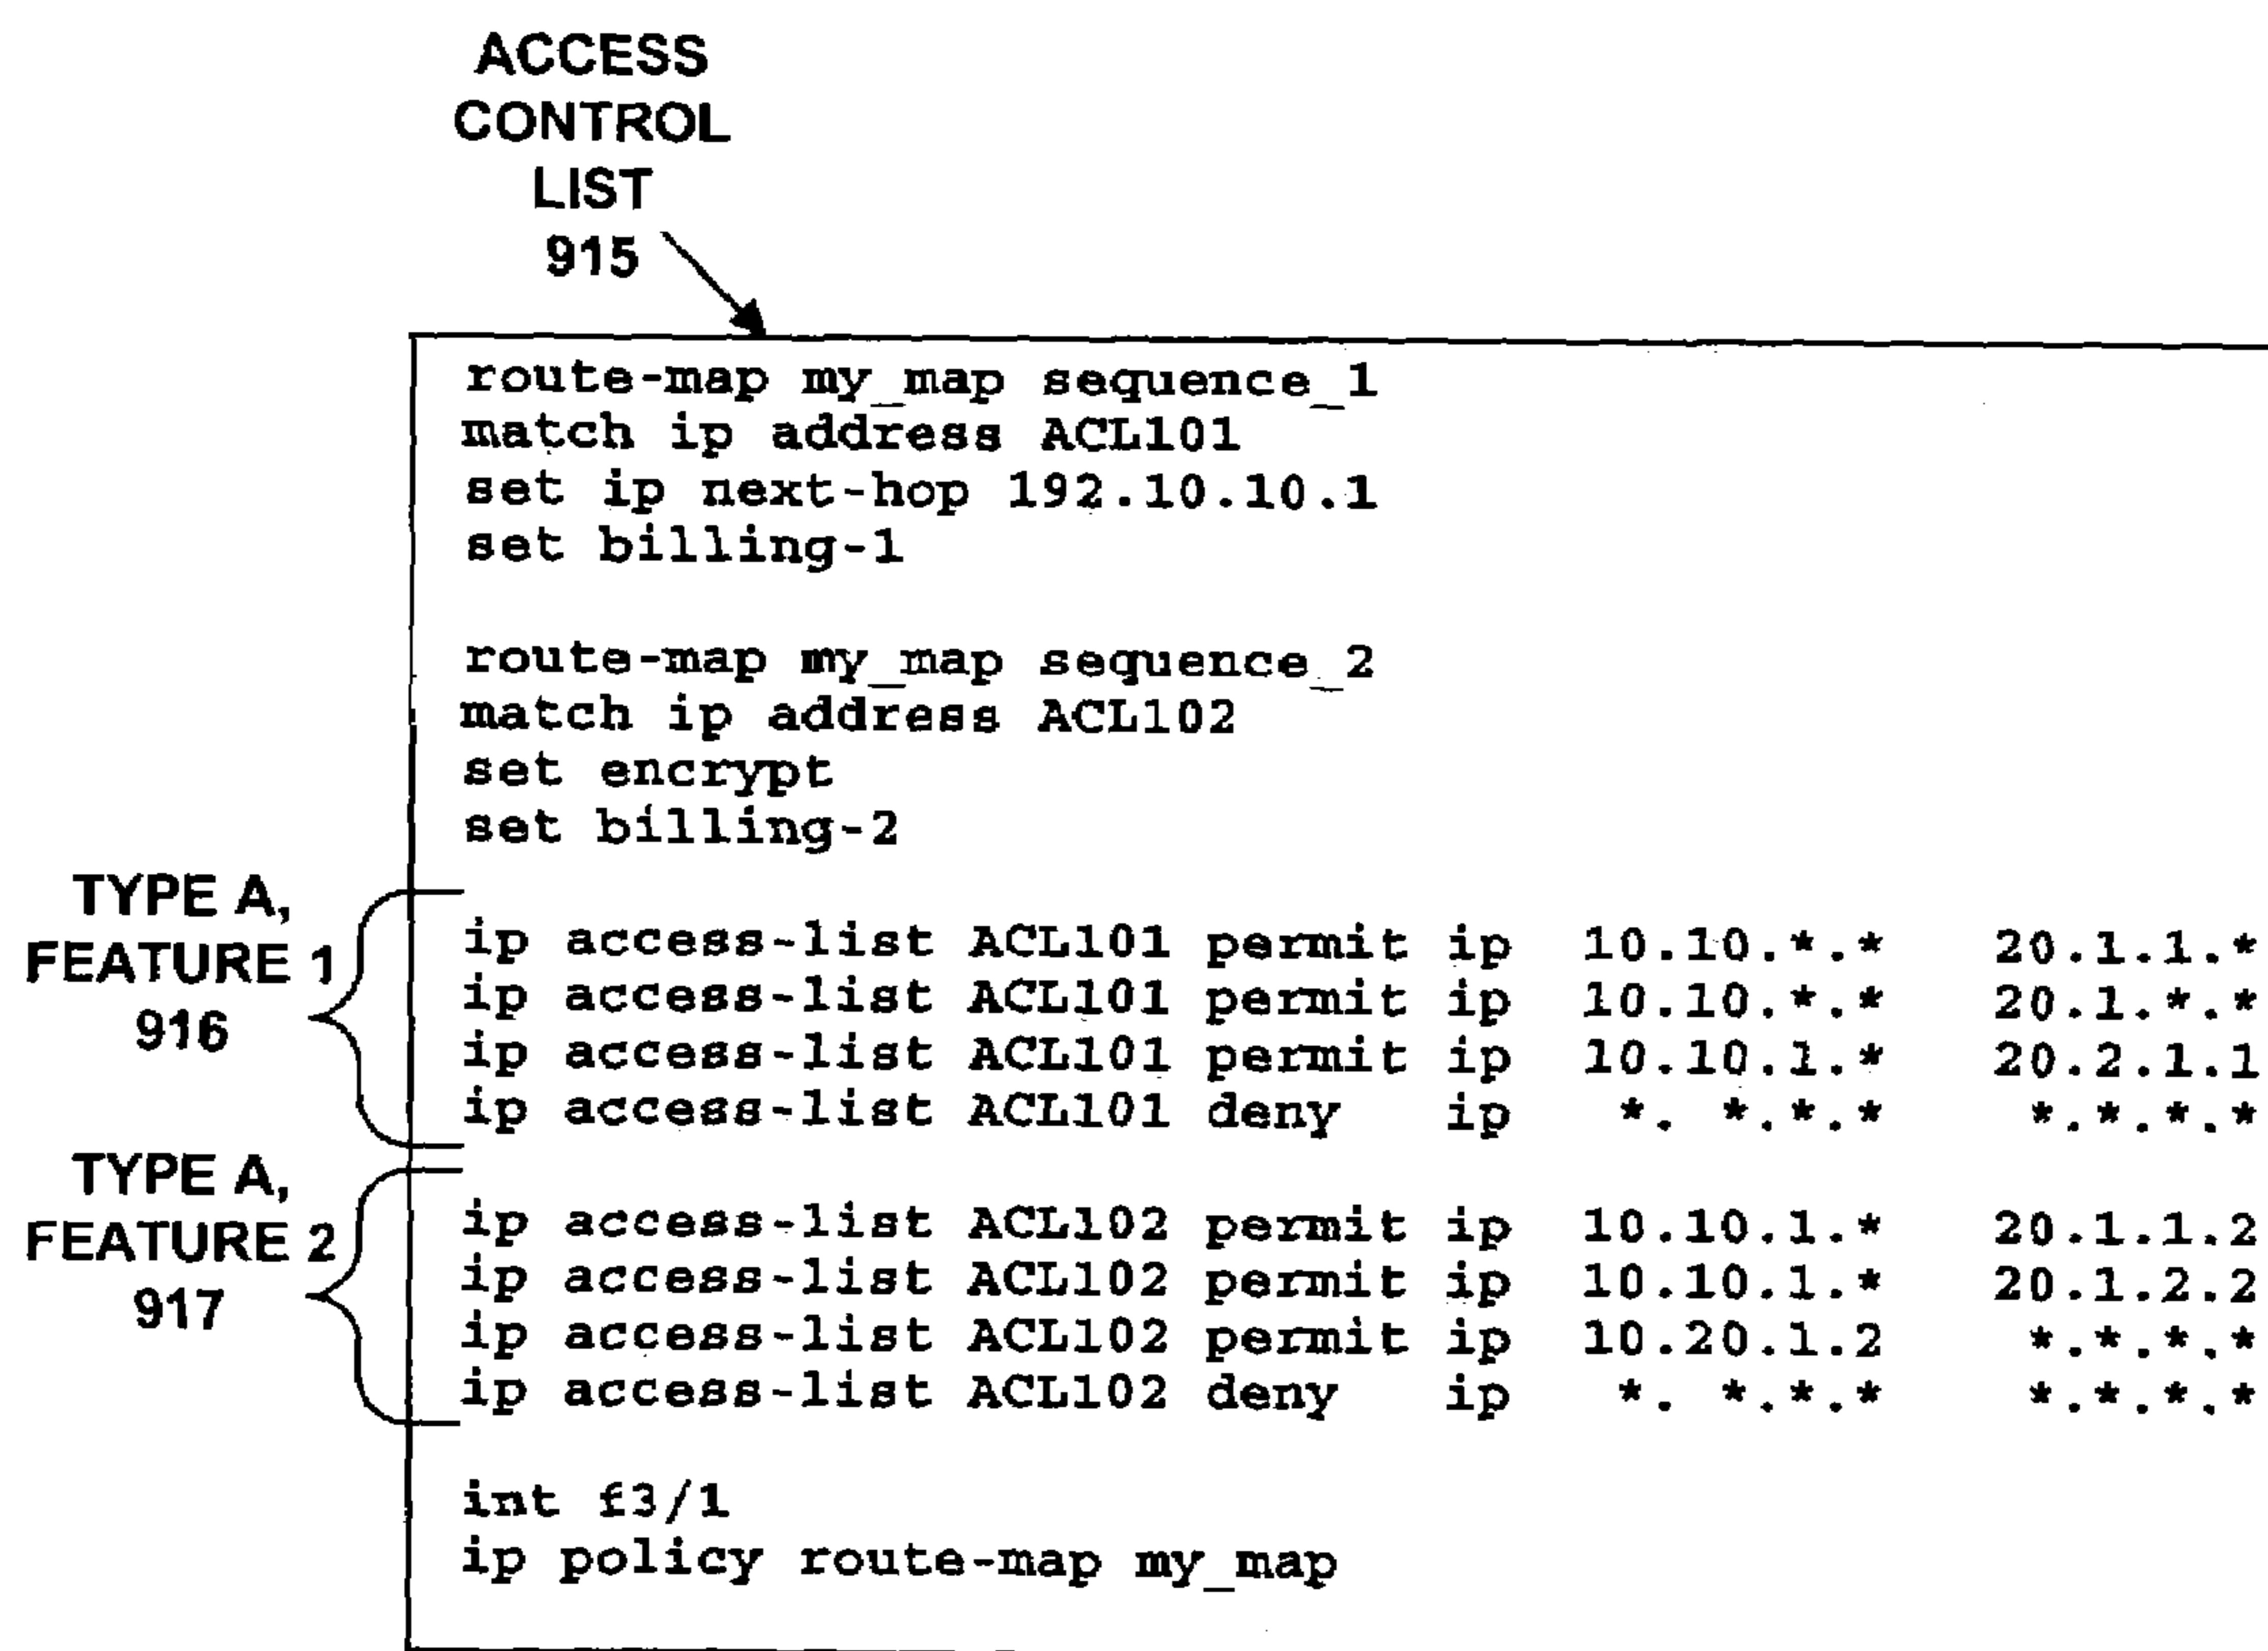 ACCESS
CONTROL
LIST
915
route-map my_map sequence_1
match ip address ACL101
set ip next-hop 192.10.10.1
set billing-1
route-map my_map sequence_2
match ip address ACL102
set encrypt
set billing-2
TYPE A,
FEATURE 1
916
ip access-list ACL101 permit ip 10.10.*.* 20.1.1.*
ip access-list ACL101 permit ip 10.10.*.* 20.1.*.*
ip access-list ACL101 permit ip 10.10.1.* 20.2.1.1
ip access-list ACL101 deny ip *. *.*.* *.*.*.*
TYPE A,
FEATURE 2
917
ip access-list ACL102 permit ip 10.10.1.* 20.1.1.2
ip access-list ACL102 permit ip 10.10.1.* 20.1.2.2
ip access-list ACL102 permit ip 10.20.1.2 *.*.*.*
ip access-list ACL102 deny ip *. *.*.* *.*.*.*
int f3/1
ip policy route-map my_map